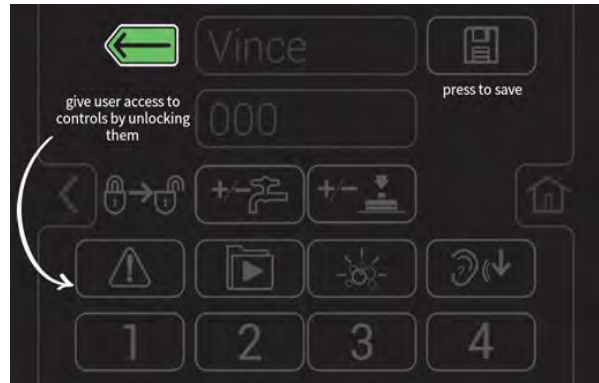 Vince
press to save
give user access to
controls by unlocking
them
000
+/-
+/-
1
2
3
4